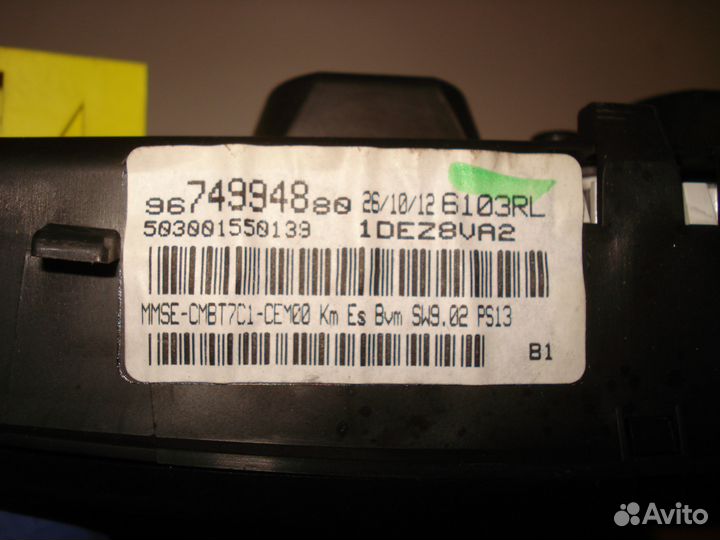 9674994880 26/10/12 6103RL
503001550139 1DEZ8VA2
MMSE-CMBT7C1-CEM00 Km Es Bvm SW9.02 PS13
B1
Avito